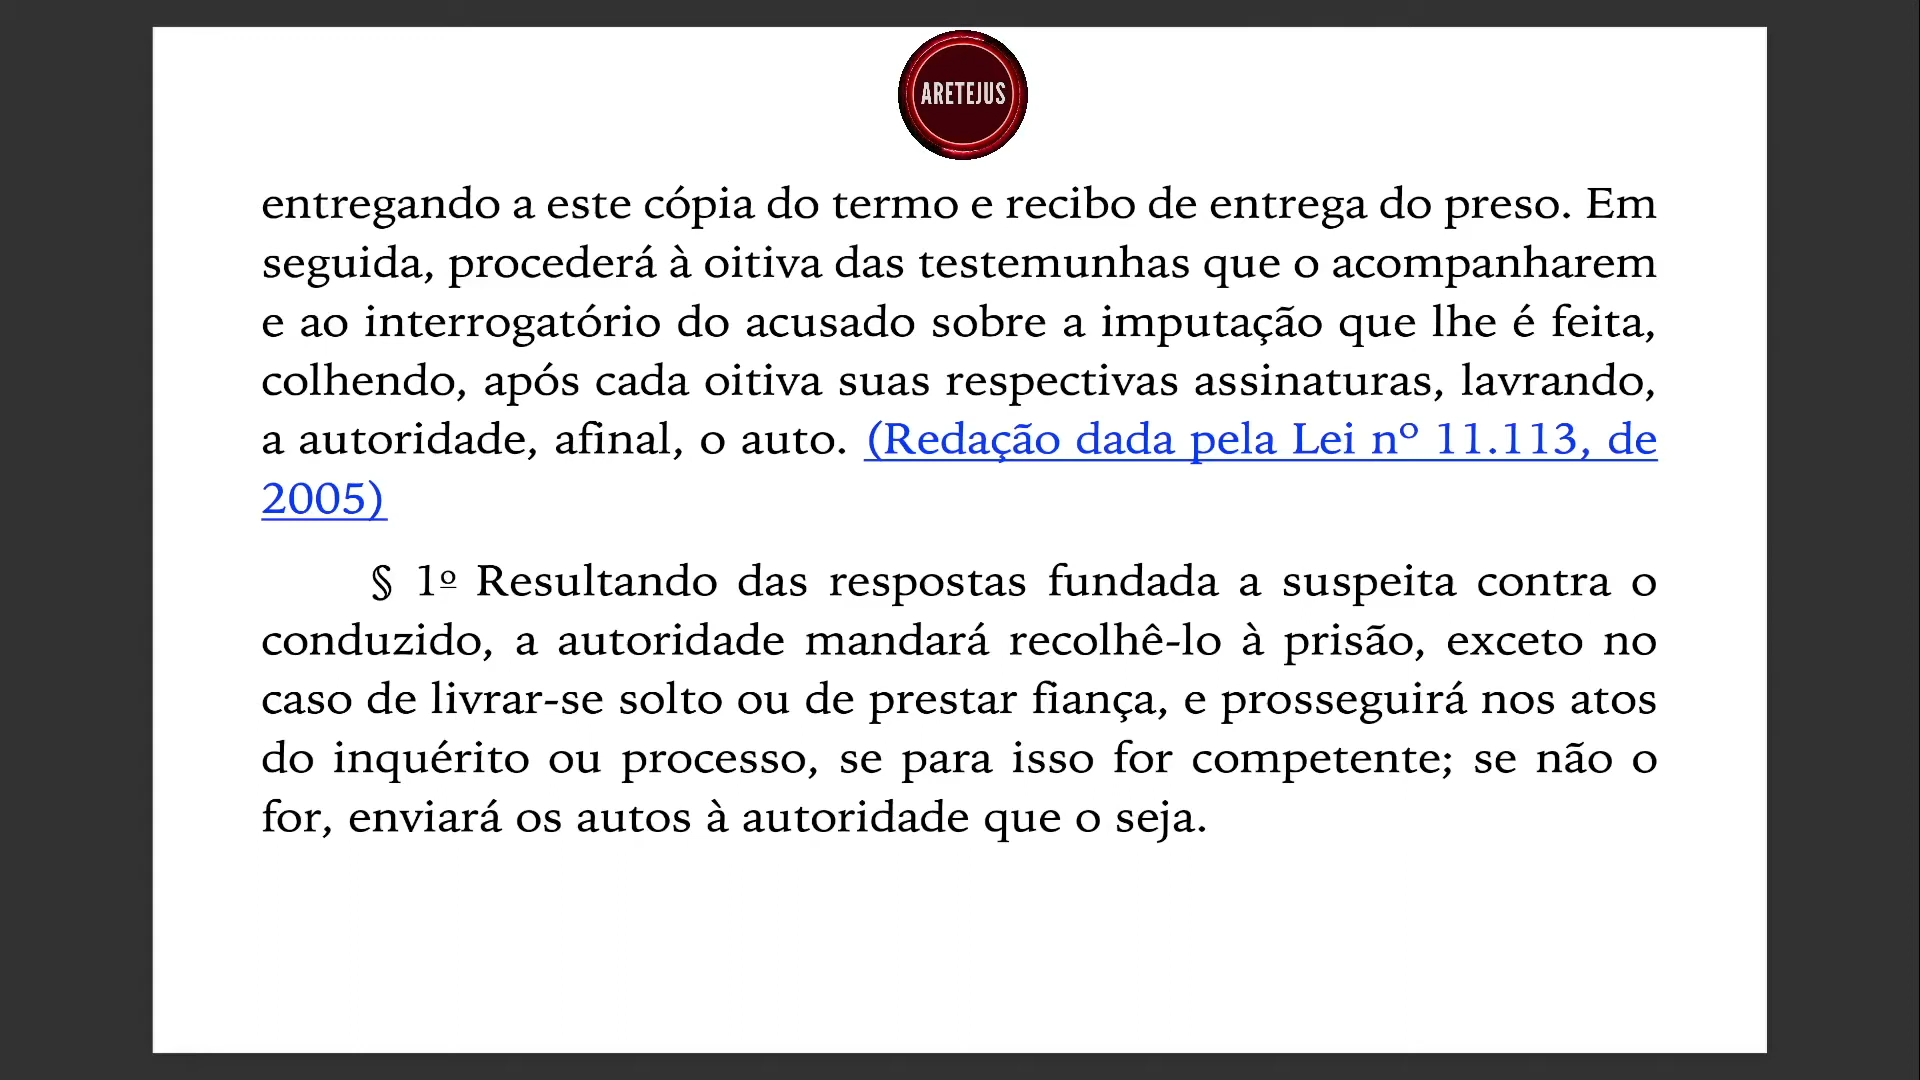 ARETEJUS
entregando a este cópia do termo e recibo de entrega do preso. Em
seguida, procederá à oitiva das testemunhas que o acompanharem
e ao interrogatório do acusado sobre a imputação que lhe é feita,
colhendo, após cada oitiva suas respectivas assinaturas, lavrando,
a autoridade, afinal, o auto. (Redação dada pela Lei nº 11.113, de
2005)
§ 1º Resultando das respostas fundada a suspeita contra o
conduzido, a autoridade mandará recolhê-lo à prisão, exceto no
caso de livrar-se solto ou de prestar fiança, e prosseguirá nos atos
do inquérito ou processo, se para isso for competente; se não o
for, enviará os autos à autoridade que o seja.